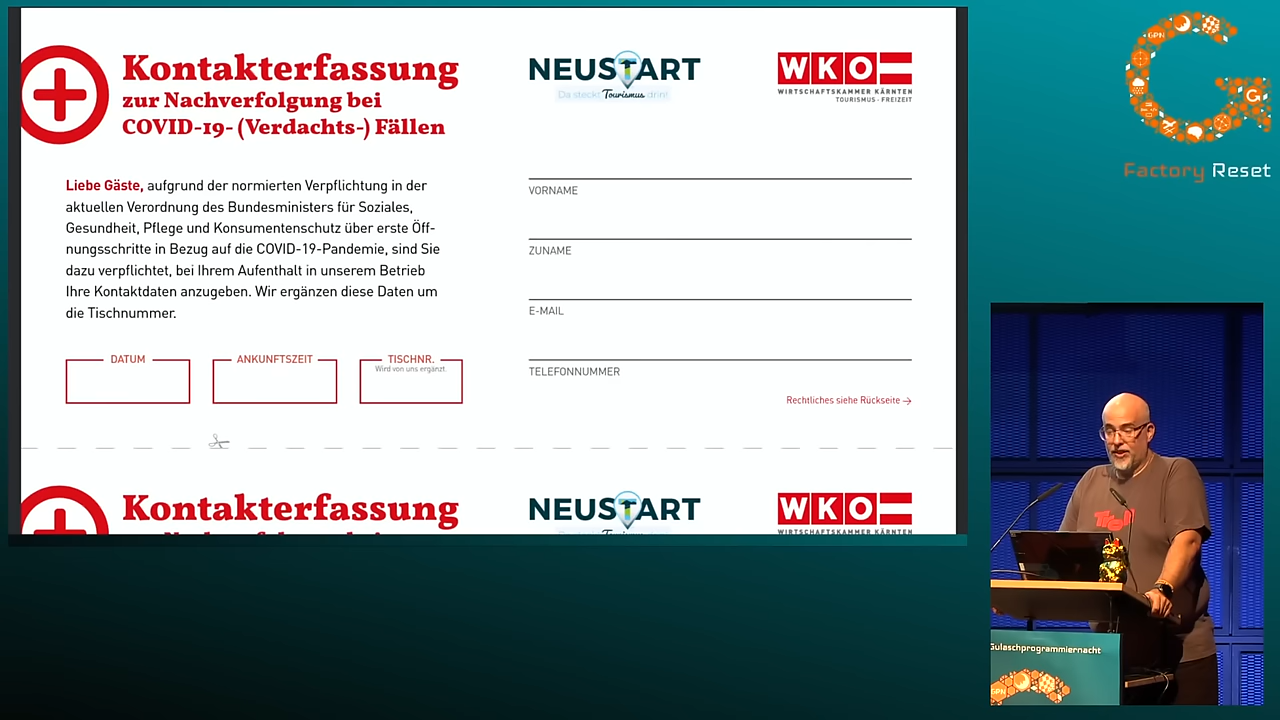 Kontakterfassung
zur Nachverfolgung bei
COVID-19- (Verdachts-) Fällen
NEUSTART
Da steckt Tourismus drin!
WKO
WIRTSCHAFTSKAMMER KÄRNTEN
TOURISMUS · FREIZEIT
Liebe Gäste, aufgrund der normierten Verpflichtung in der
aktuellen Verordnung des Bundesministers für Soziales,
Gesundheit, Pflege und Konsumentenschutz über erste Öff-
nungsschritte in Bezug auf die COVID-19-Pandemie, sind Sie
dazu verpflichtet, bei Ihrem Aufenthalt in unserem Betrieb
Ihre Kontaktdaten anzugeben. Wir ergänzen diese Daten um
die Tischnummer.
DATUM
ANKUNFTSZEIT
TISCHNR.
Wird von uns ergänzt.
VORNAME
ZUNAME
E-MAIL
TELEFONNUMMER
Rechtliches siehe Rückseite →
Kontakterfassung
NEUSTART
WKO
WIRTSCHAFTSKAMMER KÄRNTEN
GPN
G
Factory Reset
Gulaschprogrammiernacht
GPN